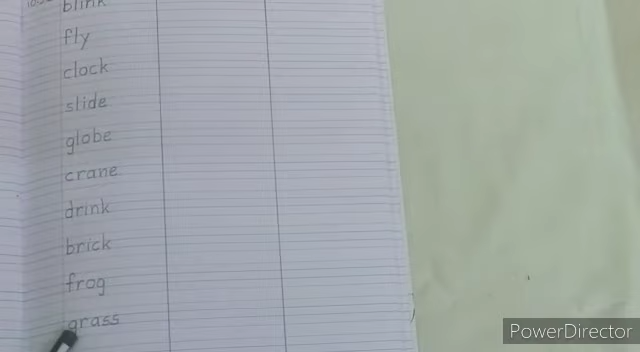 blink
fly
clock
slide
globe
crane
drink
brick
frog
grass
PowerDirector